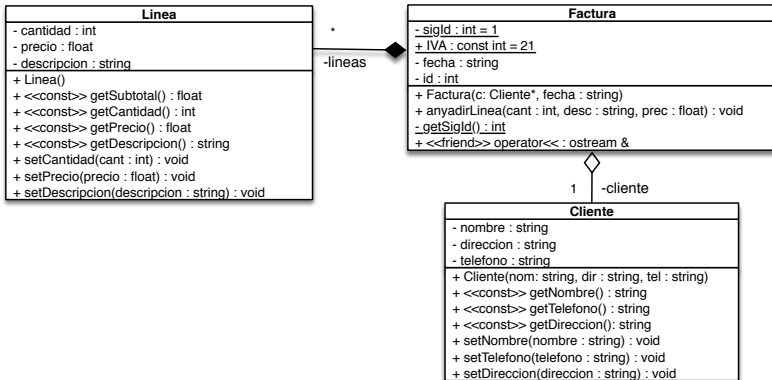 Linea
- cantidad : int
- precio : float
- descripcion : string
+ Linea()
+ <<const>> getSubtotal() : float
+ <<const>> getCantidad() : int
+ <<const>> getPrecio() : float
+ <<const>> getDescripcion() : string
+ setCantidad(cant : int) : void
+ setPrecio(precio : float) : void
+ setDescripcion(descripcion : string) : void
*
-lineas
Factura
- sigId : int = 1
+ IVA : const int = 21
- fecha : string
- id : int
+ Factura(c: Cliente*, fecha : string)
+ anyadirLinea(cant : int, desc : string, prec : float) : void
- getSigId() : int
+ <<friend>> operator<< : ostream &
1
-cliente
Cliente
- nombre : string
- direccion : string
- telefono : string
+ Cliente(nom: string, dir : string, tel : string)
+ <<const>> getNombre() : string
+ <<const>> getTelefono() : string
+ <<const>> getDireccion(): string
+ setNombre(nombre : string) : void
+ setTelefono(telefono : string) : void
+ setDireccion(direccion : string) : void